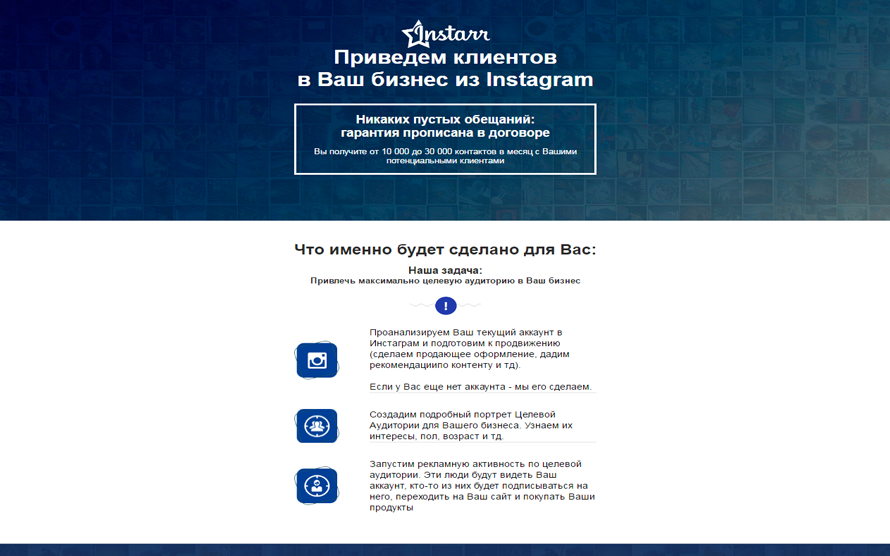 Instarr
Приведем клиентов
в Ваш бизнес из Instagram
Никаких пустых обещаний:
гарантия прописана в договоре
Вы получите от 10 000 до 30 000 контактов в месяц с Вашими
потенциальными клиентами
Что именно будет сделано для Вас:
Наша задача:
Привлечь максимально целевую аудиторию в Ваш бизнес
!
Проанализируем Ваш текущий аккаунт в
Инстаграм и подготовим к продвижению
(сделаем продающее оформление, дадим
рекомендациипо контенту и тд).
Если у Вас еще нет аккаунта - мы его сделаем.
Создадим подробный портрет Целевой
Аудитории для Вашего бизнеса. Узнаем их
интересы, пол, возраст и тд.
Запустим рекламную активность по целевой
аудитории. Эти люди будут видеть Ваш
аккаунт, кто-то из них будет подписываться на
него, переходить на Ваш сайт и покупать Ваши
продукты